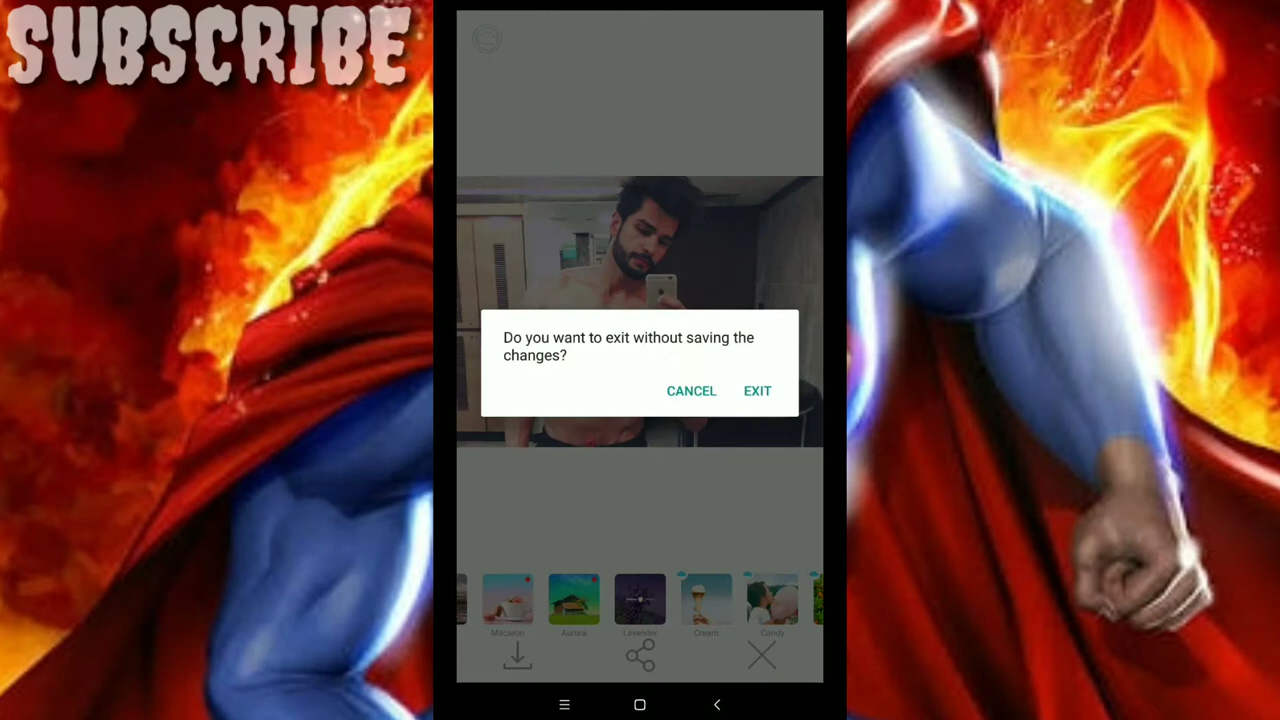 SUBSCRIBE
Do you want to exit without saving the
changes?
CANCEL EXIT
Macaron Aurora Lavender Cream Candy